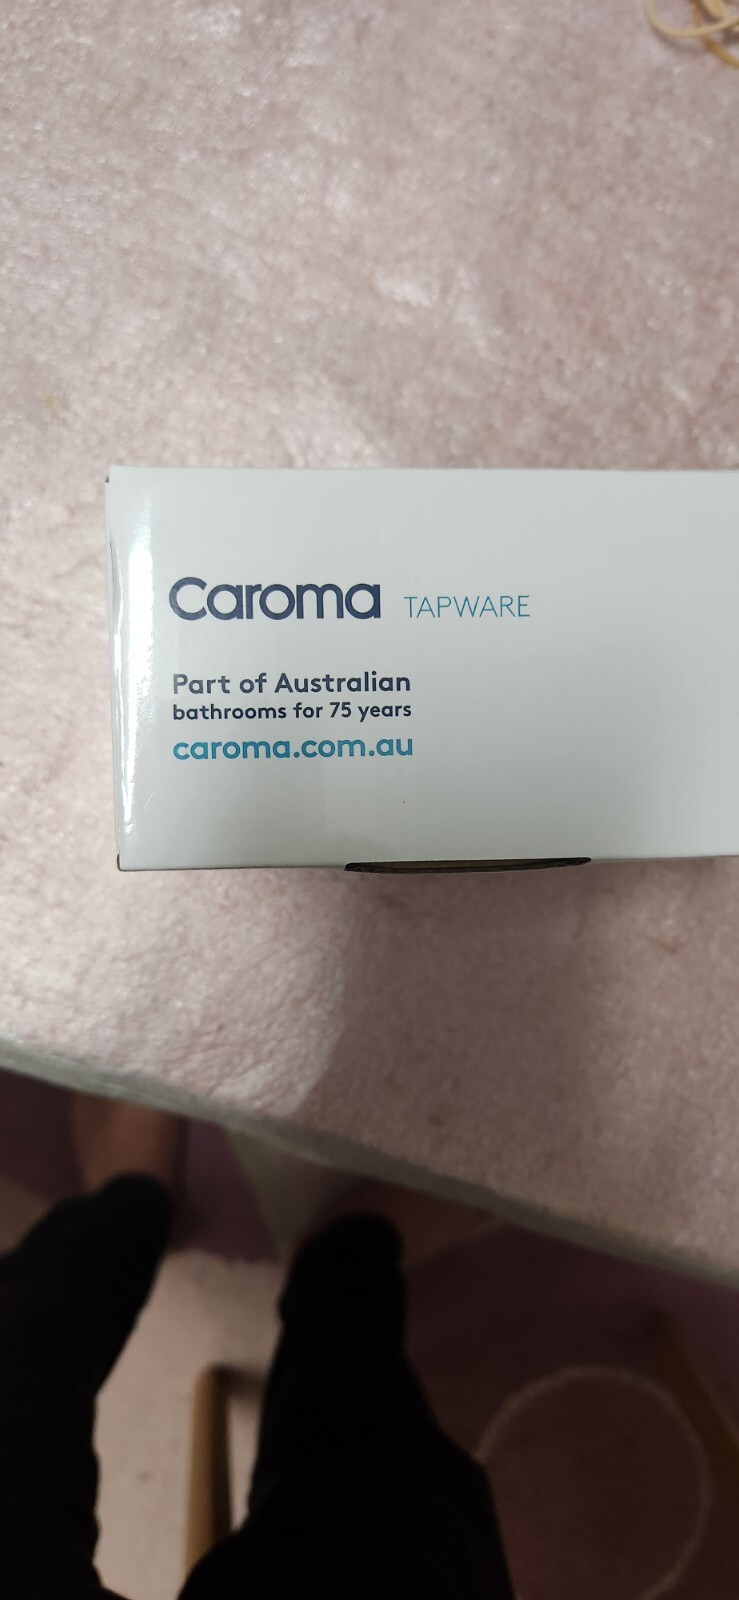 Caroma TAPWARE
Part of Australian
bathrooms for 75 years
caroma.com.au